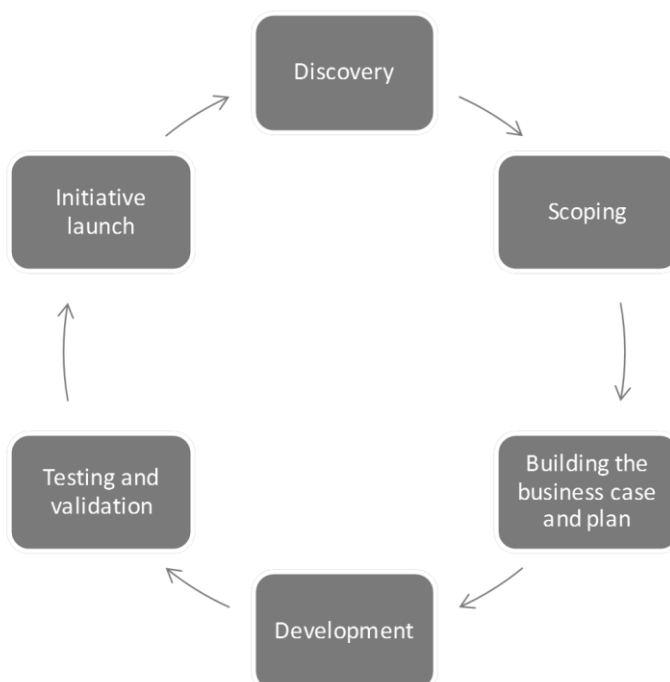 Discovery
Scoping
Building the
business case
and plan
Development
Testing and
validation
Initiative
launch